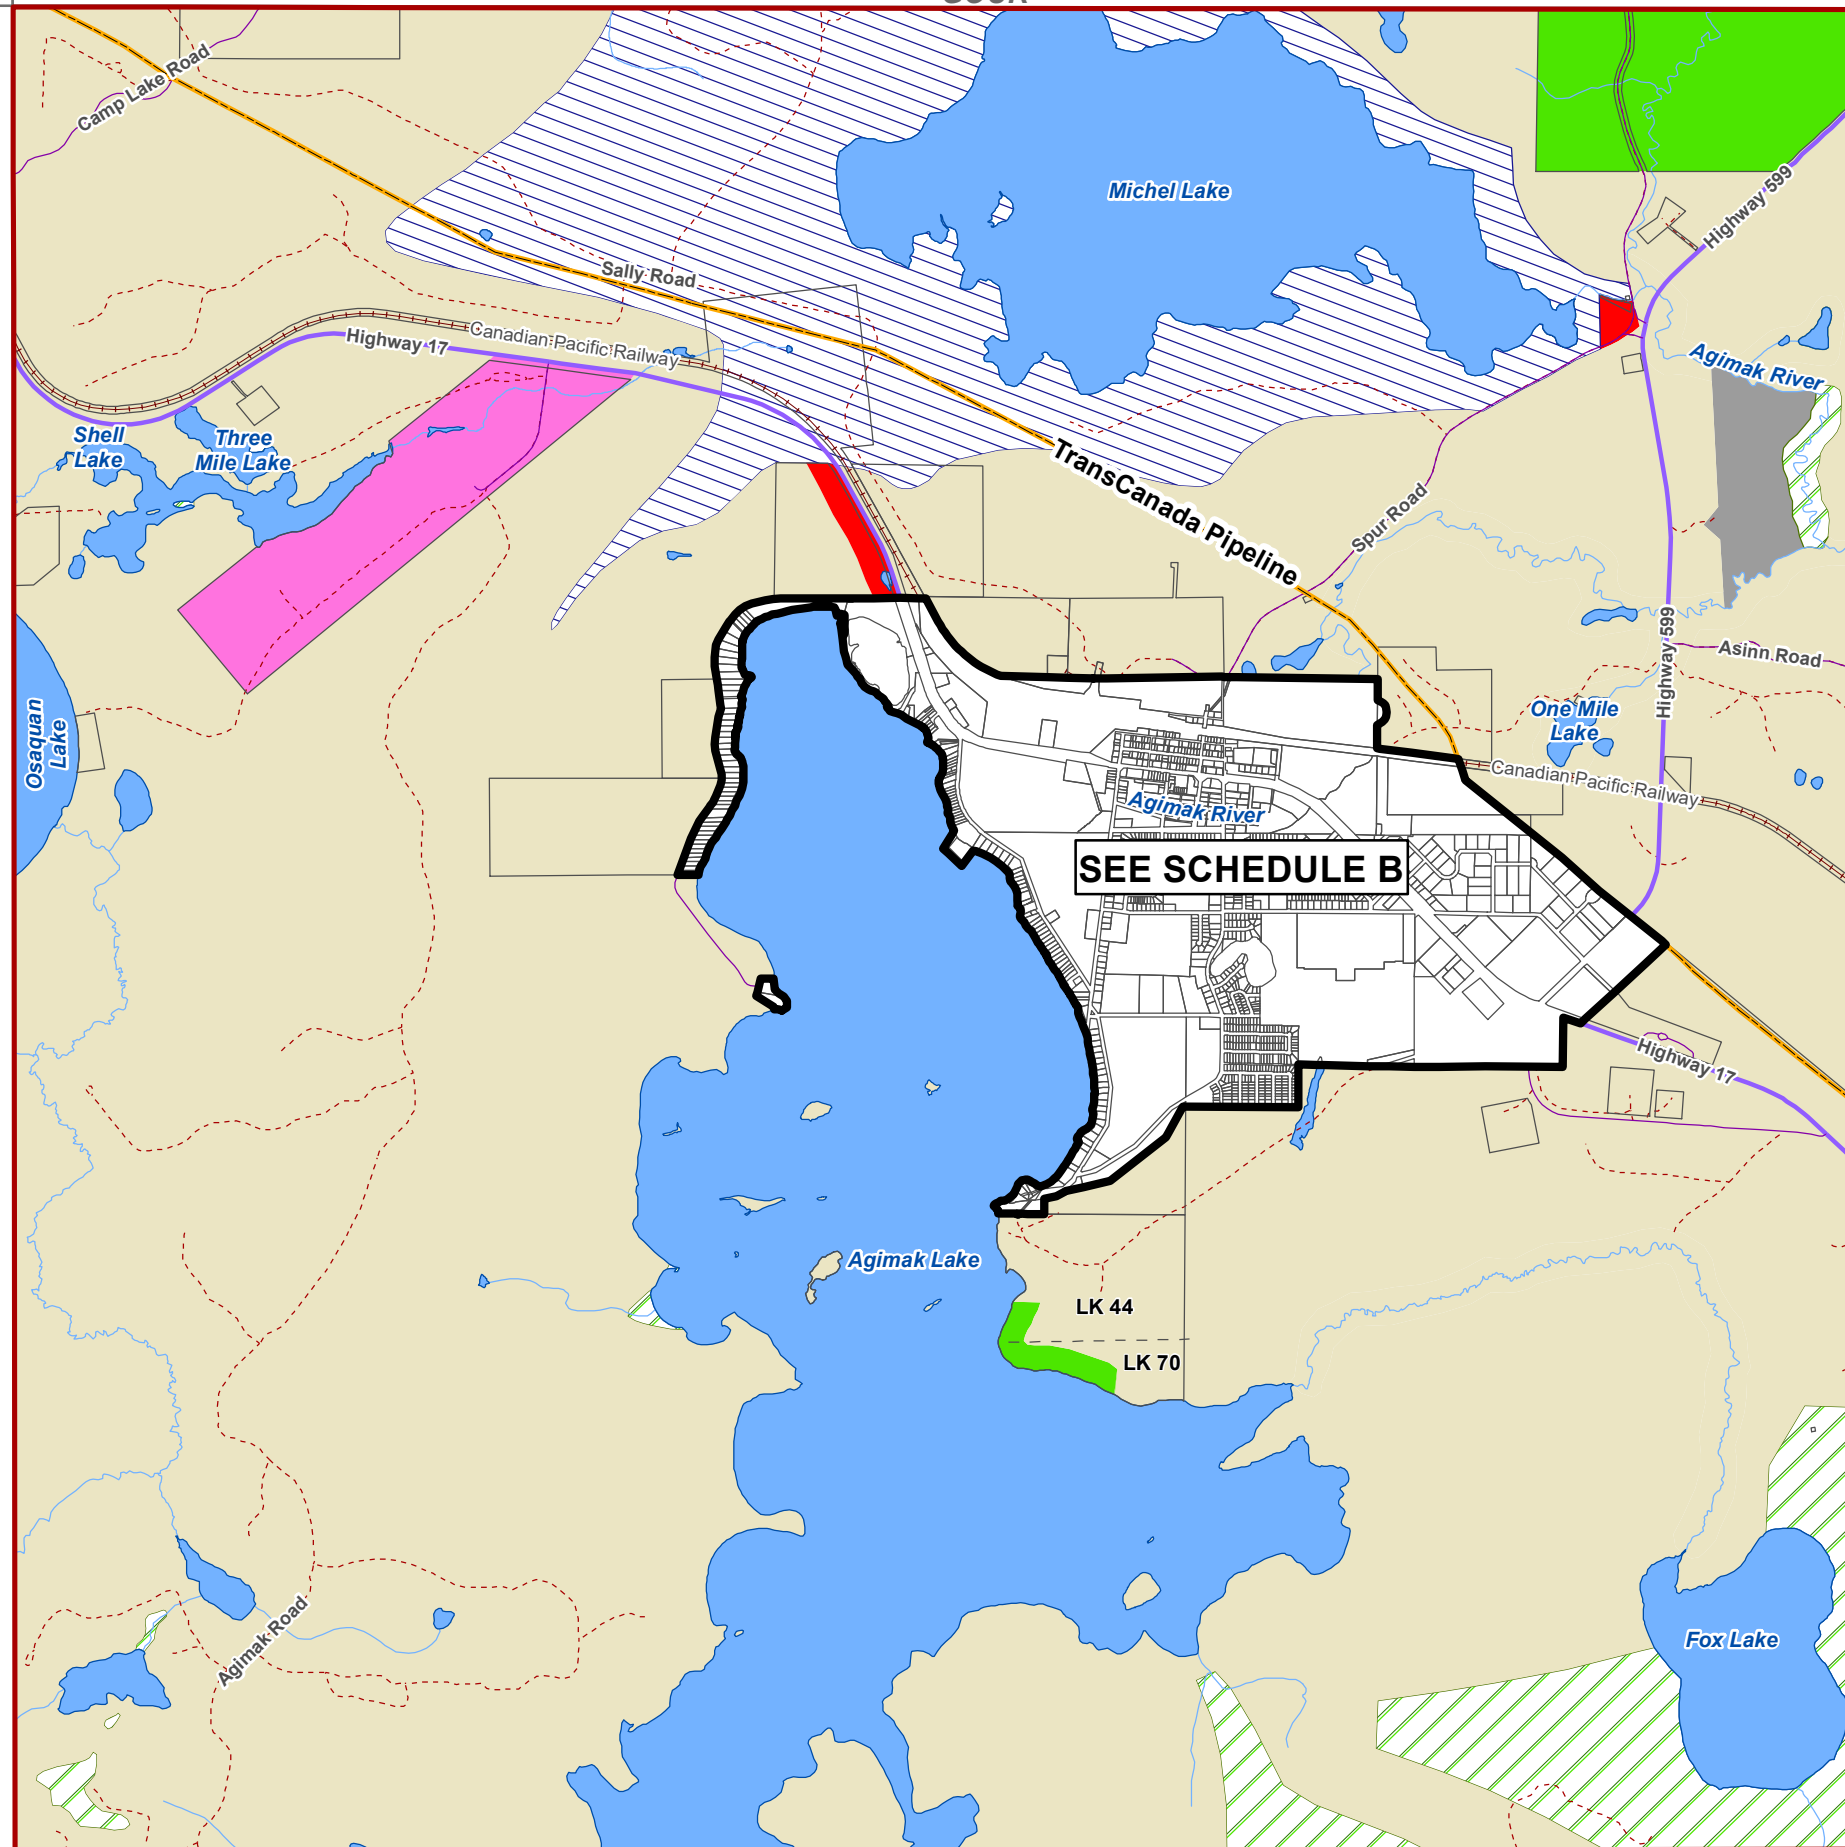 Camp Lake Road
Michel Lake
Highway 599
Sally Road
Canadian Pacific Railway
Highway 17
Agimak River
Shell
Lake
Three
Mile Lake
TransCanada Pipeline
Spur Road
Highway 599
Asinn Road
Osaquan
Lake
One Mile
Lake
Canadian Pacific Railway
Agimak River
SEE SCHEDULE B
Highway 17
Agimak Lake
LK 44
LK 70
Agimak Road
Fox Lake